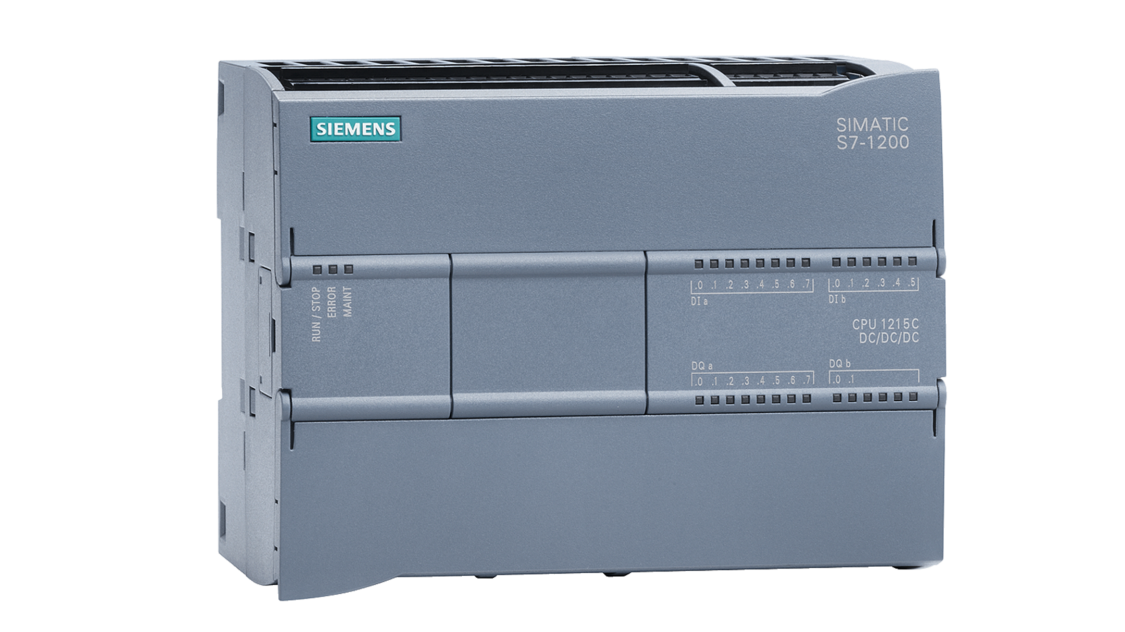 SIEMENS
SIMATIC
S7-1200
RUN / STOP
ERROR
MAINT
.0 .1 .2 .3 .4 .5 .6 .7
.0 .1 .2 .3 .4 .5
DI a
DI b
CPU 1215C
DC/DC/DC
DQ a
DQ b
.0 .1 .2 .3 .4 .5 .6 .7
.0 .1